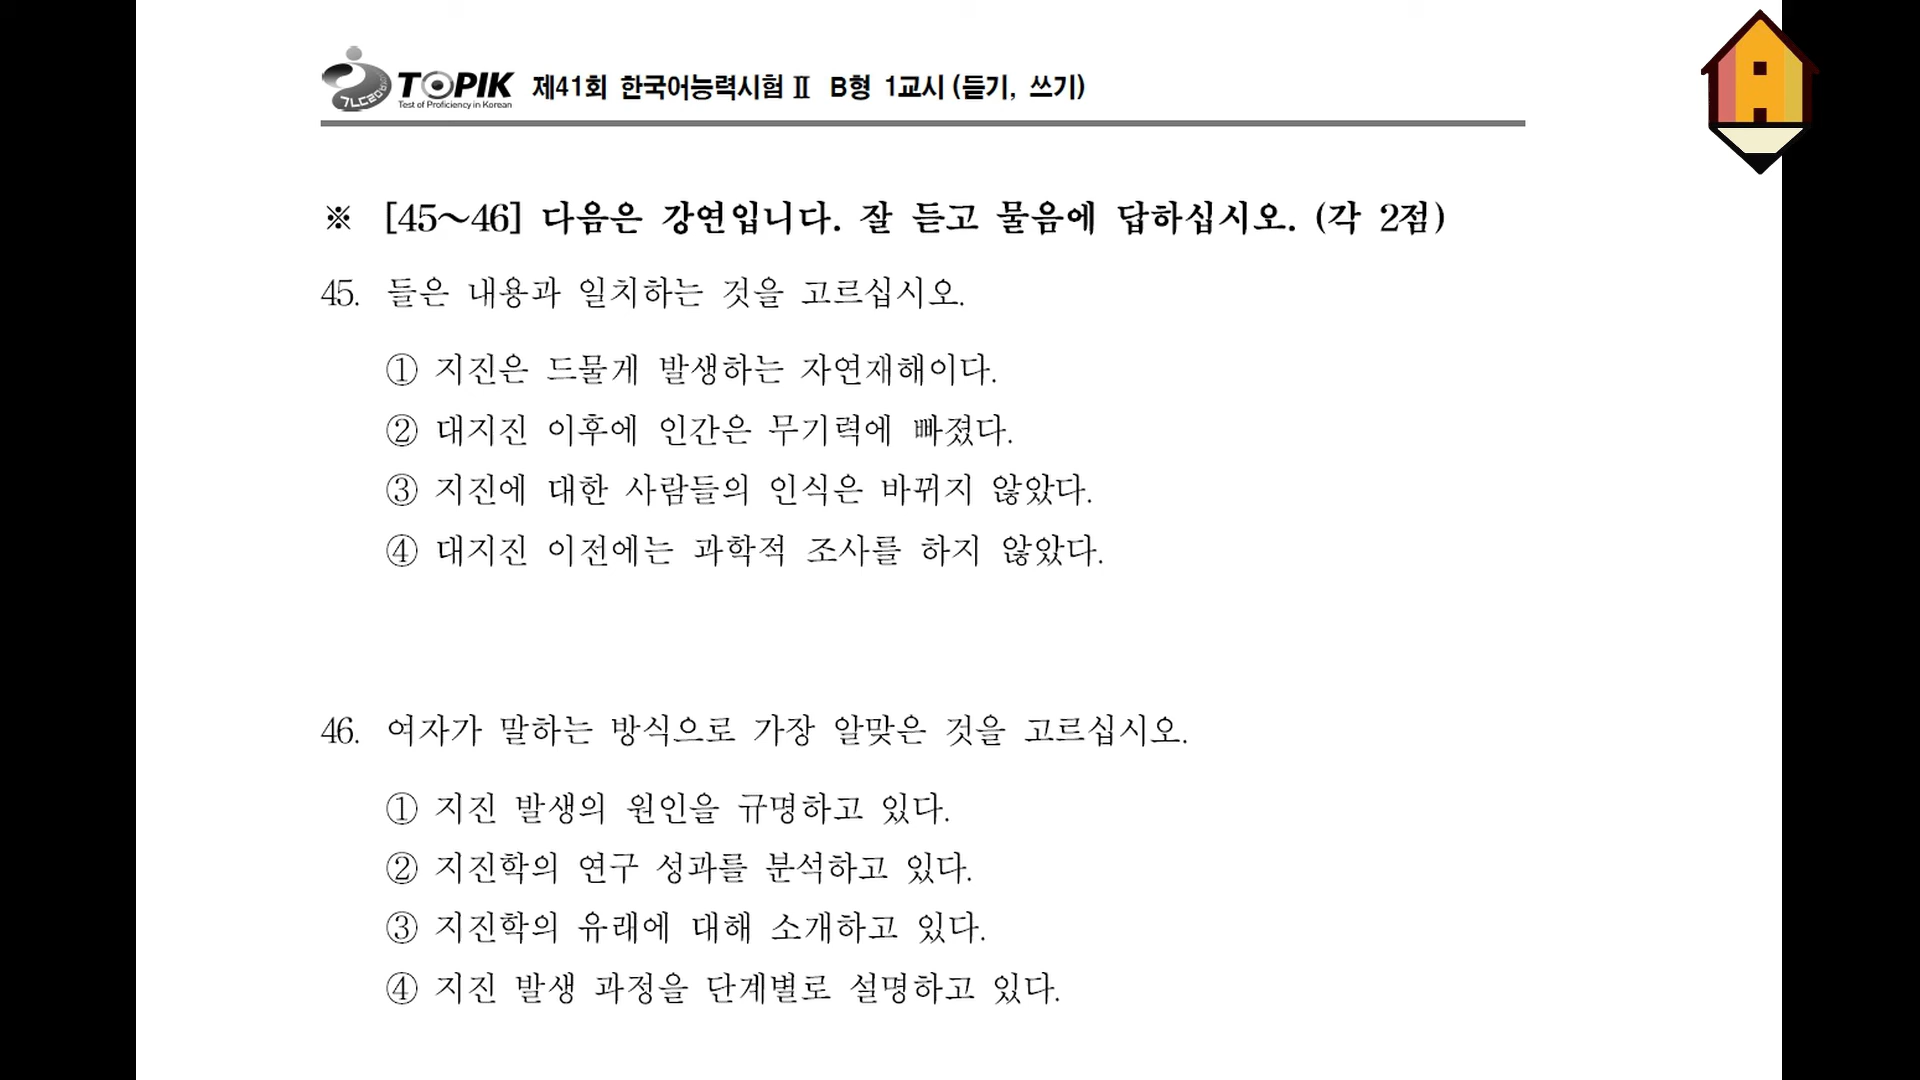 TOPIK 제41회 한국어능력시험 Ⅱ B형 1교시 (듣기, 쓰기)
Test of Proficiency in Korean
※ [45～46] 다음은 강연입니다. 잘 듣고 물음에 답하십시오. (각 2점)
45. 들은 내용과 일치하는 것을 고르십시오.
① 지진은 드물게 발생하는 자연재해이다.
② 대지진 이후에 인간은 무기력에 빠졌다.
③ 지진에 대한 사람들의 인식은 바뀌지 않았다.
④ 대지진 이전에는 과학적 조사를 하지 않았다.
46. 여자가 말하는 방식으로 가장 알맞은 것을 고르십시오.
① 지진 발생의 원인을 규명하고 있다.
② 지진학의 연구 성과를 분석하고 있다.
③ 지진학의 유래에 대해 소개하고 있다.
④ 지진 발생 과정을 단계별로 설명하고 있다.